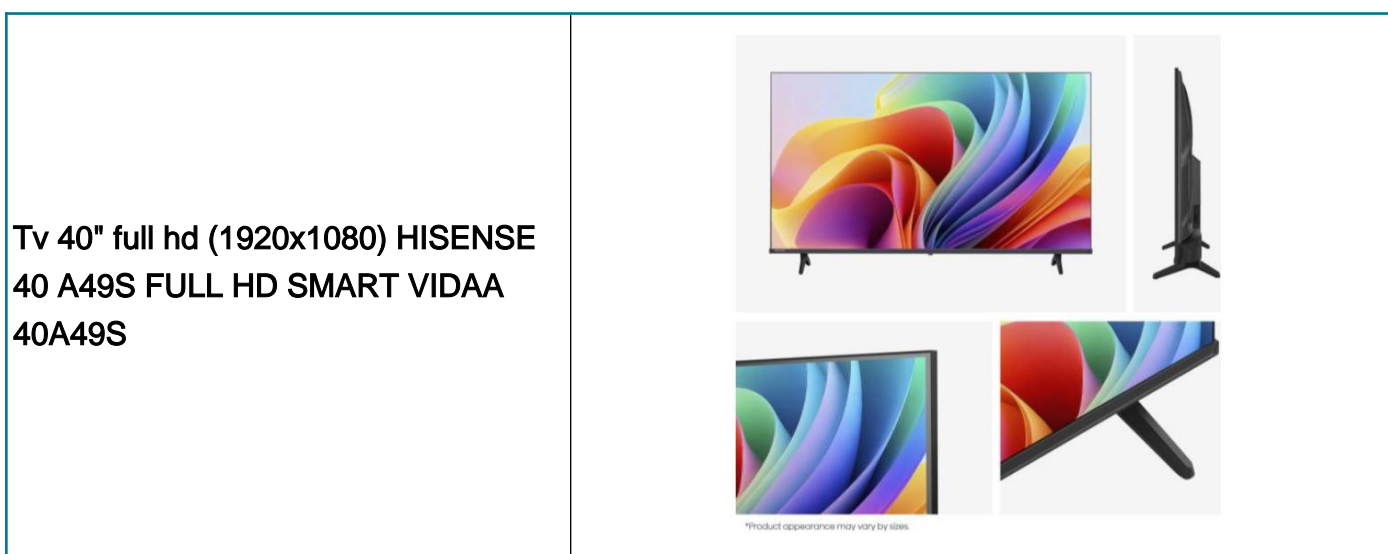 Tv 40" full hd (1920x1080) HISENSE
40 A49S FULL HD SMART VIDAA
40A49S
*Product appearance may vary by sizes.